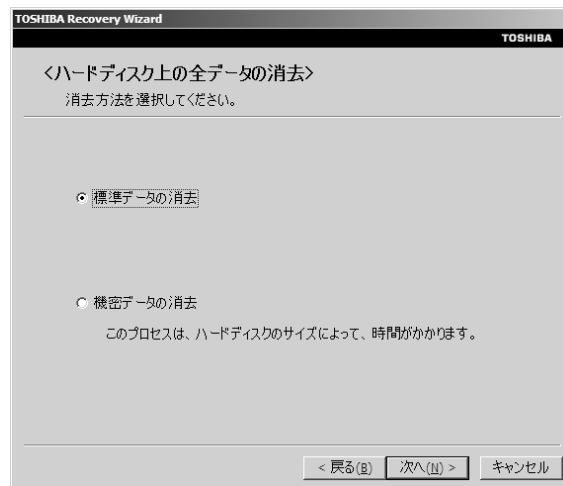 TOSHIBA Recovery Wizard
TOSHIBA
<ハードディスク上の全データの消去>
消去方法を選択してください。
標準データの消去
機密データの消去
このプロセスは、ハードディスクのサイズによって、時間がかかります。
< 戻る(B) 次へ(N) > キャンセル